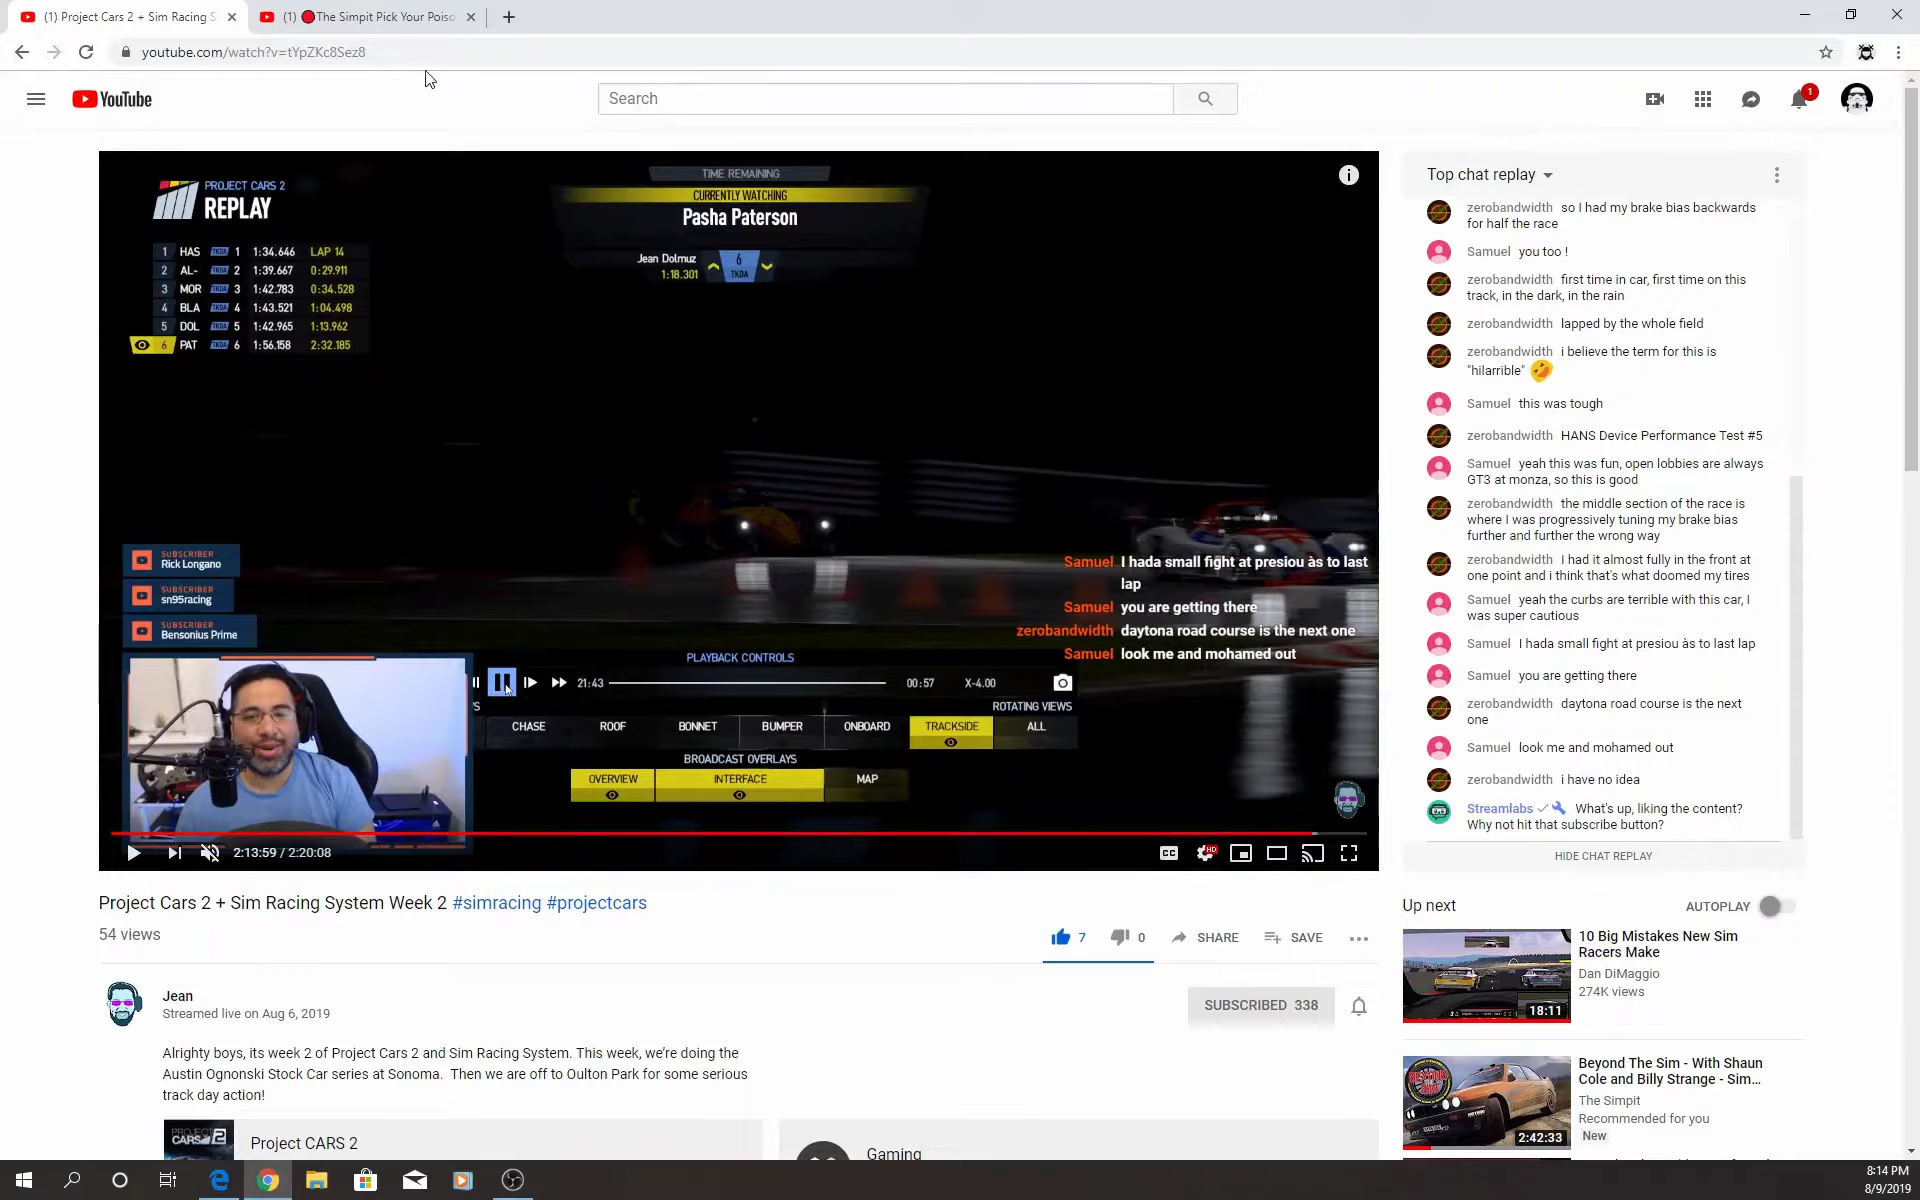 (1) Project Cars 2 + Sim Racing S
(1) 🔴The Simpit Pick Your Poiso
youtube.com/watch?v=tYpZKc8Sez8
YouTube
Search
1
PROJECT CARS 2
REPLAY
TIME REMAINING
CURRENTLY WATCHING
Pasha Paterson
Jean Dolmuz
1:18.301
6
TKDA
1 HAS TKDA 1 1:34.646 LAP 14
2 AL- TKDA 2 1:39.667 0:29.911
3 MOR TKDA 3 1:42.783 0:34.528
4 BLA TKDA 4 1:43.521 1:04.498
5 DOL TKDA 5 1:42.965 1:13.962
6 PAT TKDA 6 1:56.158 2:32.185
SUBSCRIBER
Rick Longano
SUBSCRIBER
sn95racing
SUBSCRIBER
Bensonius Prime
Samuel I hada small fight at presiou às to last
lap
Samuel you are getting there
zerobandwidth daytona road course is the next one
Samuel look me and mohamed out
PLAYBACK CONTROLS
21:43
00:57
X-4.00
ROTATING VIEWS
CHASE
ROOF
BONNET
BUMPER
ONBOARD
TRACKSIDE
ALL
BROADCAST OVERLAYS
OVERVIEW
INTERFACE
MAP
2:13:59 / 2:20:08
CC
HD
Project Cars 2 + Sim Racing System Week 2 #simracing #projectcars
54 views
7
0
SHARE
SAVE
Jean
Streamed live on Aug 6, 2019
SUBSCRIBED 338
Alrighty boys, its week 2 of Project Cars 2 and Sim Racing System. This week, we're doing the
Austin Ognonski Stock Car series at Sonoma. Then we are off to Oulton Park for some serious
track day action!
PROJECT
CARS 2
Project CARS 2
Gaming
Top chat replay
zerobandwidth so I had my brake bias backwards
for half the race
Samuel you too !
zerobandwidth first time in car, first time on this
track, in the dark, in the rain
zerobandwidth lapped by the whole field
zerobandwidth i believe the term for this is
"hilarrible" 🤣
Samuel this was tough
zerobandwidth HANS Device Performance Test #5
Samuel yeah this was fun, open lobbies are always
GT3 at monza, so this is good
zerobandwidth the middle section of the race is
where I was progressively tuning my brake bias
further and further the wrong way
zerobandwidth I had it almost fully in the front at
one point and i think that's what doomed my tires
Samuel yeah the curbs are terrible with this car, I
was super cautious
Samuel I hada small fight at presiou às to last lap
Samuel you are getting there
zerobandwidth daytona road course is the next
one
Samuel look me and mohamed out
zerobandwidth i have no idea
Streamlabs What's up, liking the content?
Why not hit that subscribe button?
HIDE CHAT REPLAY
Up next
AUTOPLAY
10 Big Mistakes New Sim
Racers Make
Dan DiMaggio
274K views
18:11
Beyond The Sim - With Shaun
Cole and Billy Strange - Sim...
The Simpit
Recommended for you
New
2:42:33
8:14 PM
8/9/2019